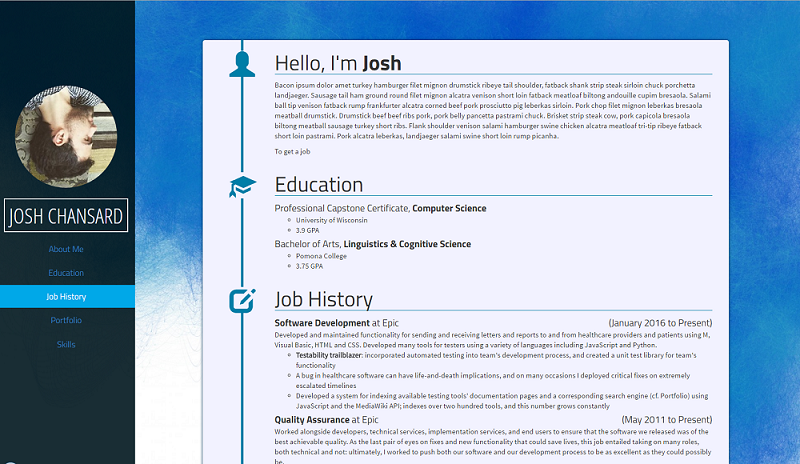 JOSH CHANSARD
About Me
Education
Job History
Portfolio
Skills
Hello, I'm Josh
Bacon ipsum dolor amet turkey hamburger filet mignon drumstick ribeye tail shoulder, fatback shank strip steak sirloin chuck porchetta
landjaeger. Sausage tail ham ground round filet mignon alcatra venison short loin fatback meatloaf biltong andouille cupim bresaola. Salami
ball tip venison fatback rump frankfurter alcatra corned beef pork prosciutto pig leberkas sirloin. Pork chop filet mignon leberkas bresaola
meatball drumstick. Drumstick beef beef ribs pork, pork belly pancetta pastrami chuck. Brisket strip steak cow, pork capicola bresaola
biltong meatball sausage turkey short ribs. Flank shoulder venison salami hamburger swine chicken alcatra meatloaf tri-tip ribeye fatback
short loin pastrami. Pork alcatra leberkas, landjaeger salami swine short loin rump picanha.
To get a job
Education
Professional Capstone Certificate, Computer Science
University of Wisconsin
3.9 GPA
Bachelor of Arts, Linguistics & Cognitive Science
Pomona College
3.75 GPA
Job History
Software Development at Epic (January 2016 to Present)
Developed and maintained functionality for sending and receiving letters and reports to and from healthcare providers and patients using M,
Visual Basic, HTML and CSS. Developed many tools for testers using a variety of languages including JavaScript and Python.
Testability trailblazer: incorporated automated testing into team's development process, and created a unit test library for team's
functionality
A bug in healthcare software can have life-and-death implications, and on many occasions I deployed critical fixes on extremely
escalated timelines
Developed a system for indexing available testing tools' documentation pages and a corresponding search engine (cf. Portfolio) using
JavaScript and the MediaWiki API; indexes over two hundred tools, and this number grows constantly
Quality Assurance at Epic (May 2011 to Present)
Worked alongside developers, technical services, implementation services, and end users to ensure that the software we released was of the
best achievable quality. As the last pair of eyes on fixes and new functionality that could save lives, this job entailed taking on many roles,
both technical and not: ultimately, I worked to push both our software and our development process to be as excellent as they could possibly
be.